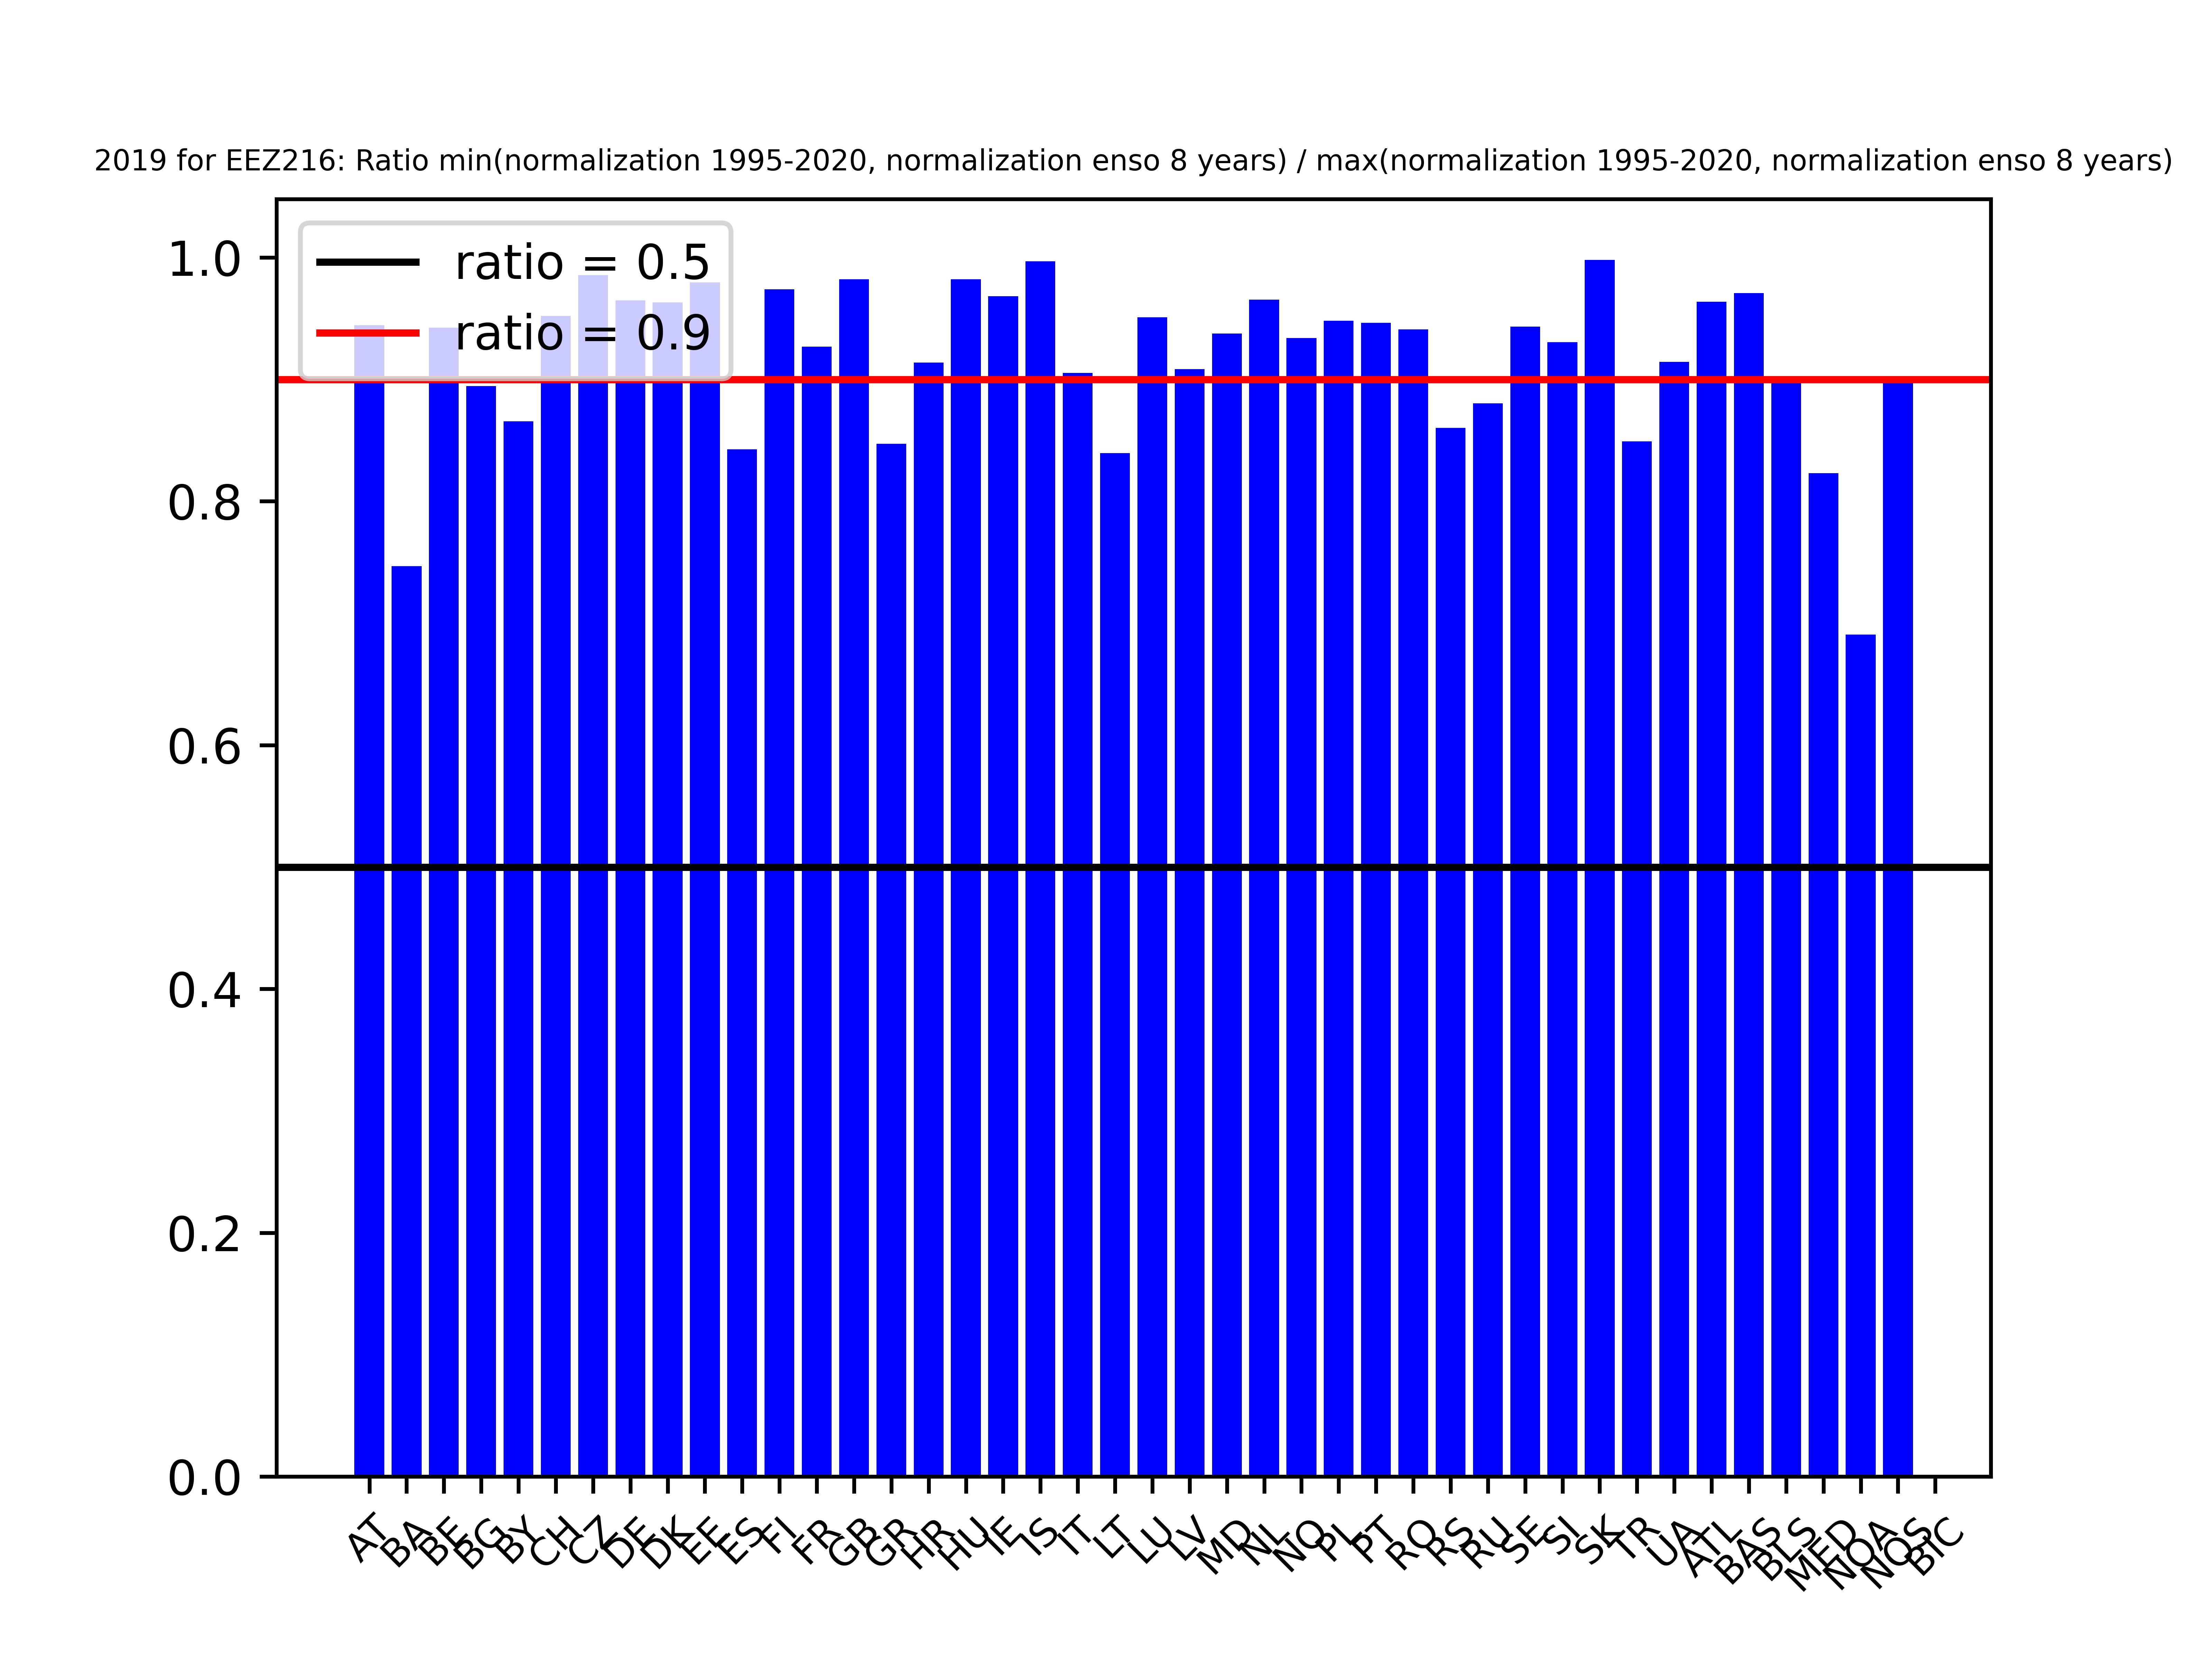 2019 for EEZ216: Ratio min(normalization 1995-2020, normalization enso 8 years) / max(normalization 1995-2020, normalization enso 8 years)
ratio = 0.5
ratio = 0.9
1.0
0.8
0.6
0.4
0.2
0.0
AT BA BE BG BY CH CZ DE DK EE ES FI FR GB GR HR HU IE IS IT LT LU LV MD NL NO PL PT RO RS RU SE SI SK TR UA ATL BAS BLS MED NOA NOS BIC